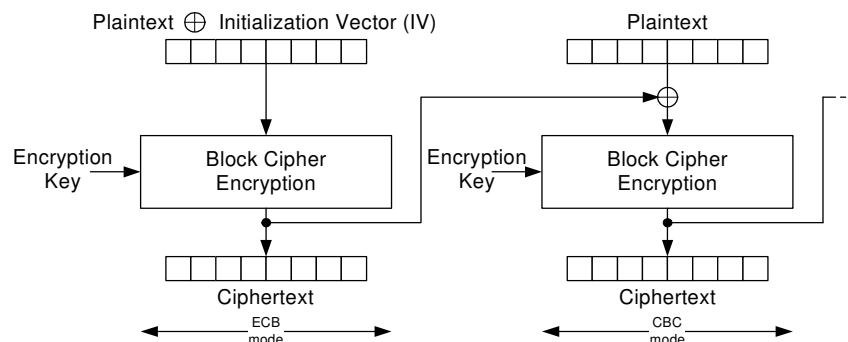 Plaintext ⊕ Initialization Vector (IV)
Plaintext
Encryption
Key
Block Cipher
Encryption
Encryption
Key
Block Cipher
Encryption
Ciphertext
Ciphertext
ECB
mode
CBC
mode